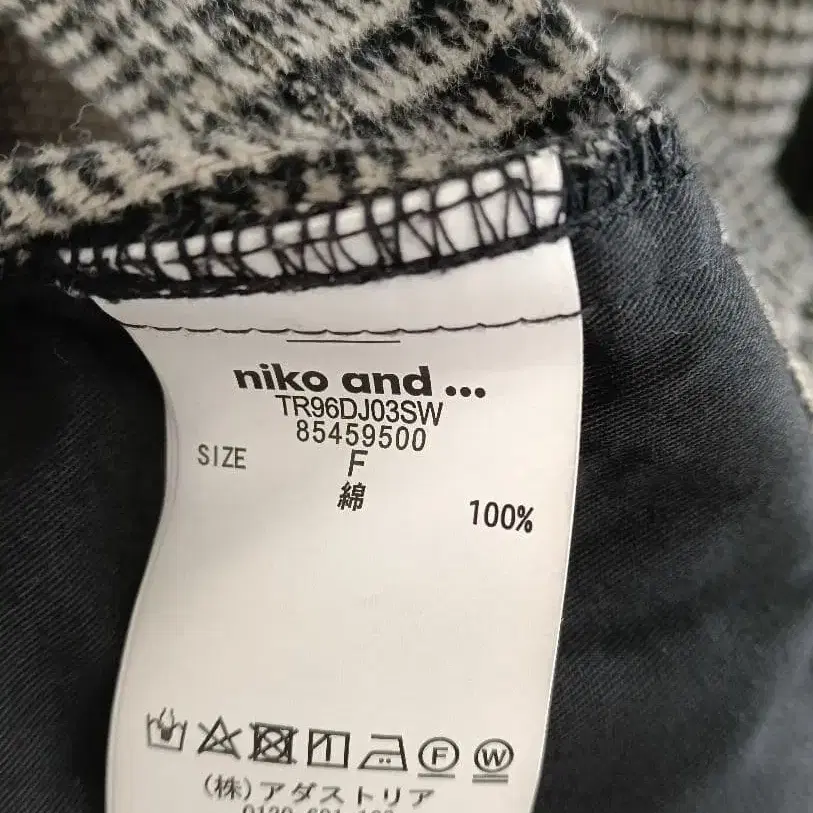 niko and ...
TR96DJ03SW
85459500
SIZE F
綿 100%
F W
(株)アダストリア